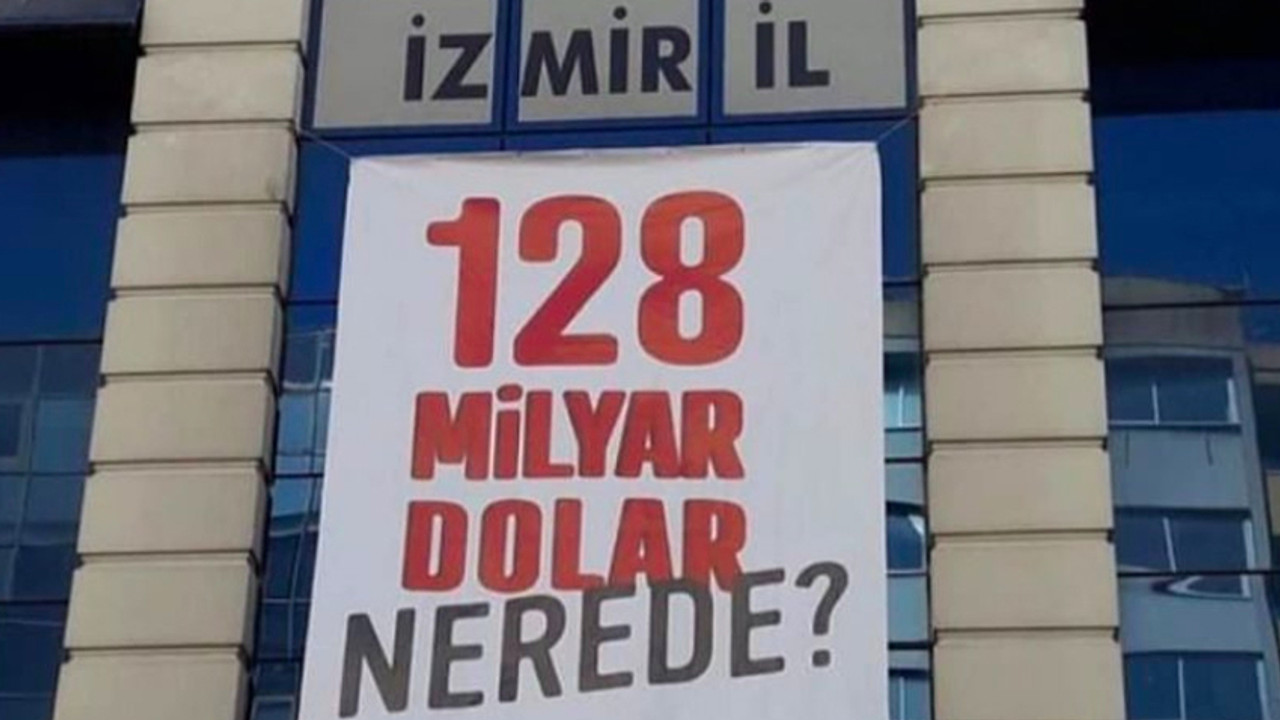 İZMİR İL
128
MİLYAR
DOLAR
NEREDE?